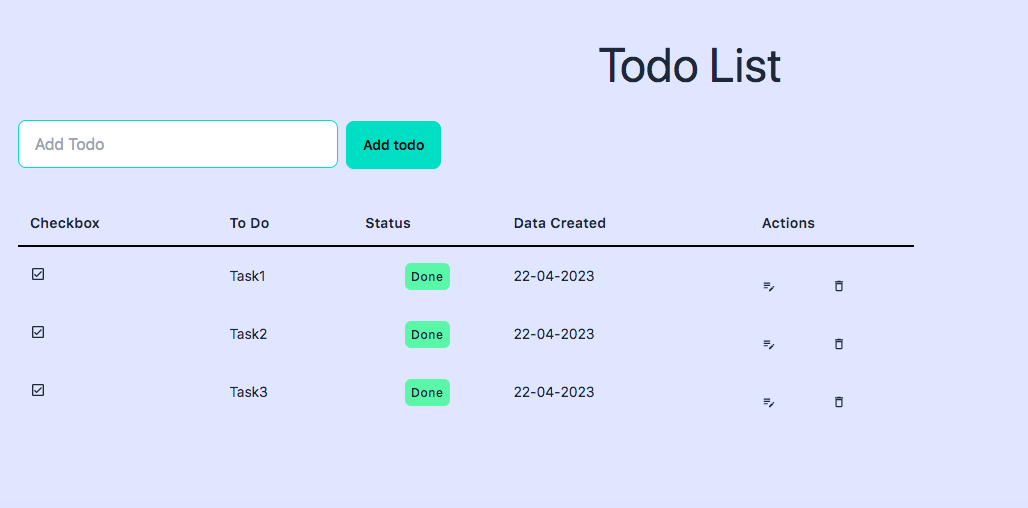 Todo List
Add Todo Add todo
Checkbox To Do Status Data Created Actions
Task1 Done 22-04-2023
Task2 Done 22-04-2023
Task3 Done 22-04-2023